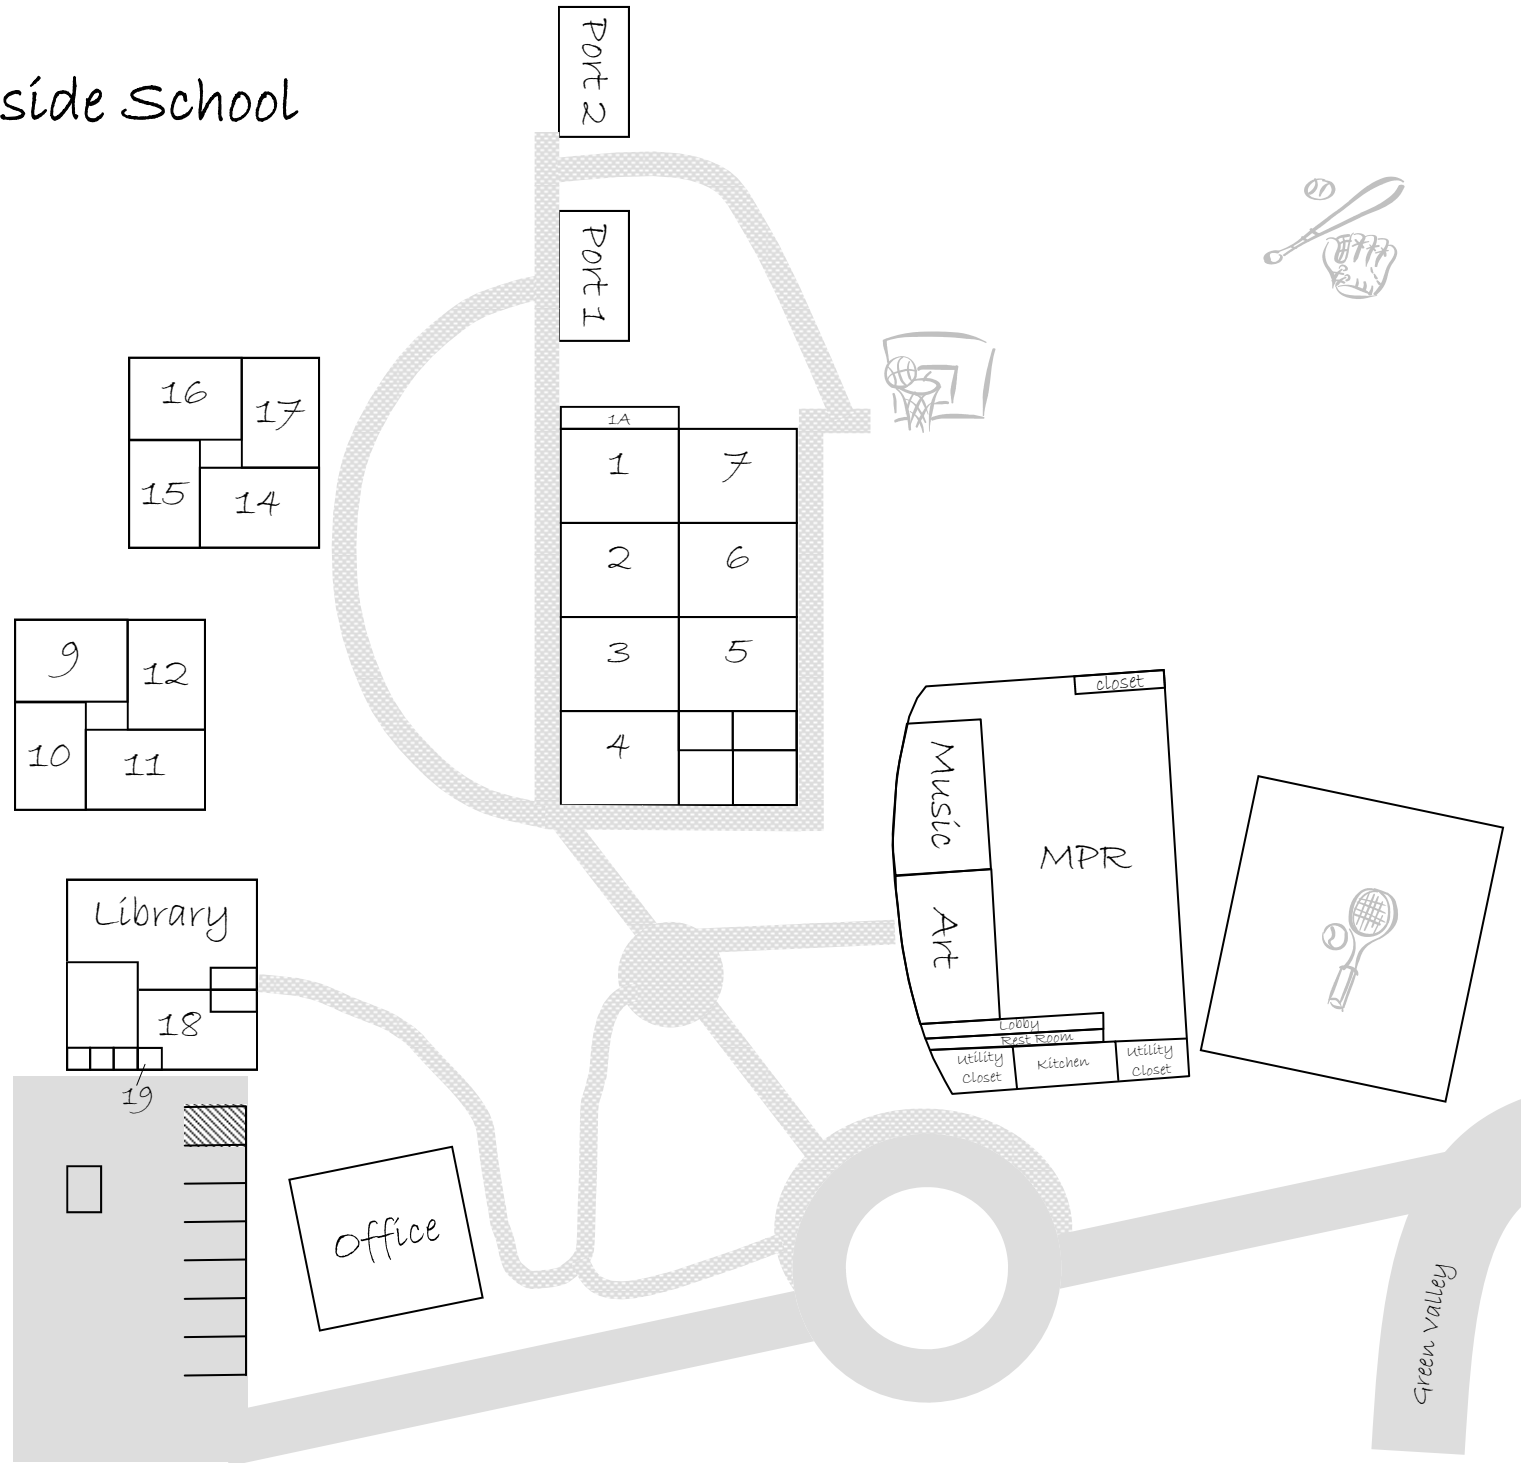 Port 2
side School
Port 1
16
17
1A
1
7
15
14
2
6
3
5
9
12
closet
4
10
11
Music
MPR
Library
Art
18
Lobby
Rest Room
Utility
Closet
Kitchen
Utility
Closet
19
Office
Green Valley